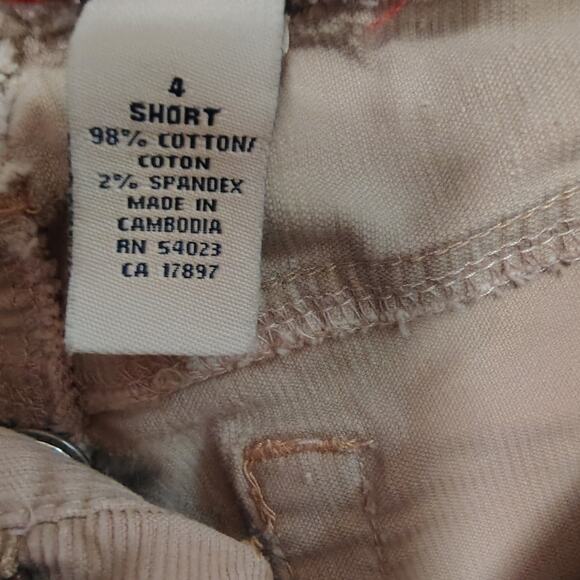 4
SHORT
98% COTTON/
COTON
2% SPANDEX
MADE IN
CAMBODIA
RN 54023
CA 17897